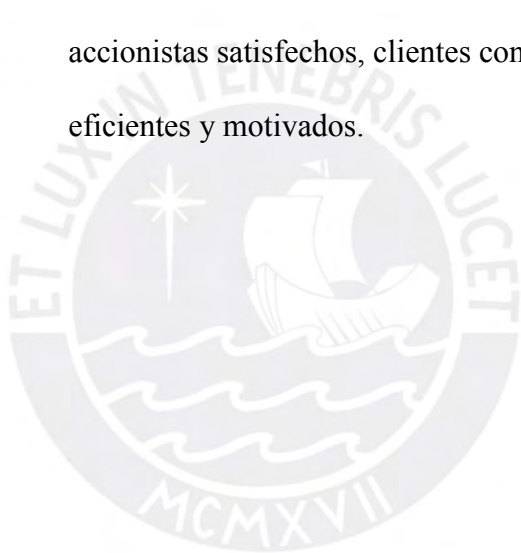 accionistas satisfechos, clientes con
eficientes y motivados.
ET LUX IN TENEBRIS LUCET
MCMXVII